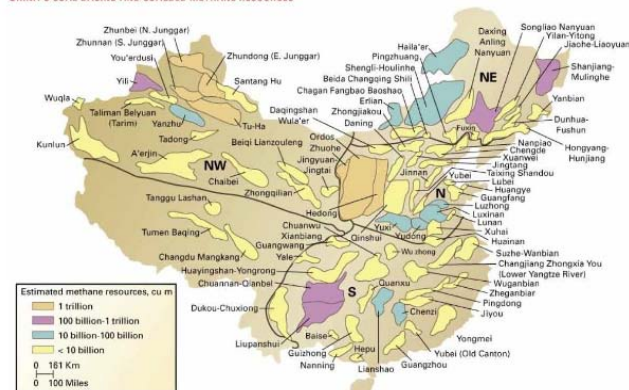 Zhunbei (N. Junggar)
Zhunnan (S. Junggar)
You'erdusi
Yili
Zhundong (E. Junggar)
Santang Hu
Wuqla
Taliman Belyuan
(Tarim)
Yanzhu
Tu-Ha
Tadong
Kunlun
A'erjin
NW
Chaibei
Beiqi Lianzouleng
Jingyuan-
Jingtai
Zhongqilian
Tanggu Lashan
Tumen Baqing
Changdu Mangkang
Haila'er
Pingzhuang
Shengli-Houlinhe
Beida Changqing Shili
Chagan Fangbao Baoshao
Erlian
Zhongjiakou
Daning
Daqingshan
Wula'er
Ordos
Zhuohe
Daxing
Anling
Nanyuan
Songliao Nanyuan
Yilan-Yitong
Jiaohe-Liaoyuan
NE
Shanjiang-
Mulinghe
Yanbian
Dunhua-
Fushun
Fuxin
Hongyang-
Hunjiang
Nanpiao
Chengde
Xuanwei
Jingtang
Taixing Shandou
Yubei
Lubei
Huangye
Guangfang
Jinnan
N
Luzhong
Luxinan
Lunan
Xuhai
Huainan
Hedong
Yuxi
Yudong
Chuanwu
Xianbiang
Qinshui
Guangwang
Yale
Wu zhong
Suzhe-Wanbian
Changjiang Zhongxia You
(Lower Yangtze River)
Huayingshan-Yongrong
Chuannan-Qianbel
S
Quanxu
Wuganbian
Zheganbiar
Pingdong
Jiyou
Dukou-Chuxiong
Chenzi
Liupanshui
Baise
Guizhong
Nanning
Hepu
Lianshao
Yongmei
Yubei (Old Canton)
Guangzhou
Estimated methane resources, cu m
1 trillion
100 billion-1 trillion
10 billion-100 billion
< 10 billion
0 161 Km
0 100 Miles